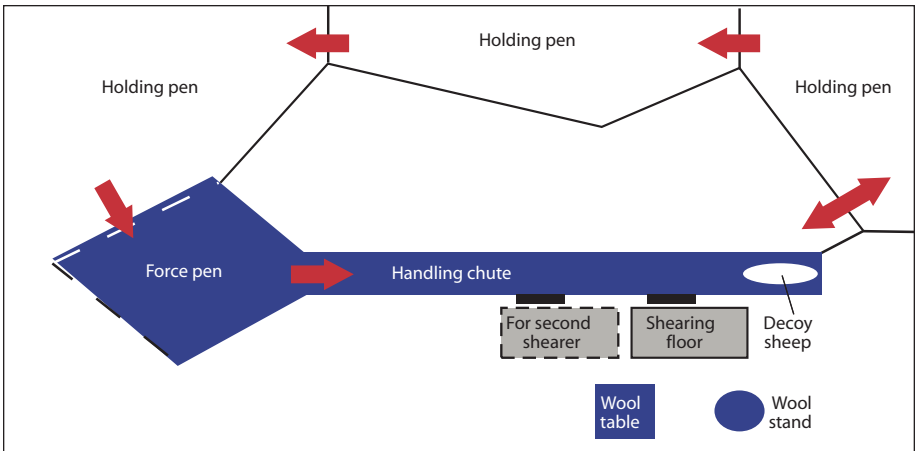 Holding pen
Holding pen
Holding pen
Force pen
Handling chute
For second
shearer
Shearing
floor
Decoy
sheep
Wool
table
Wool
stand